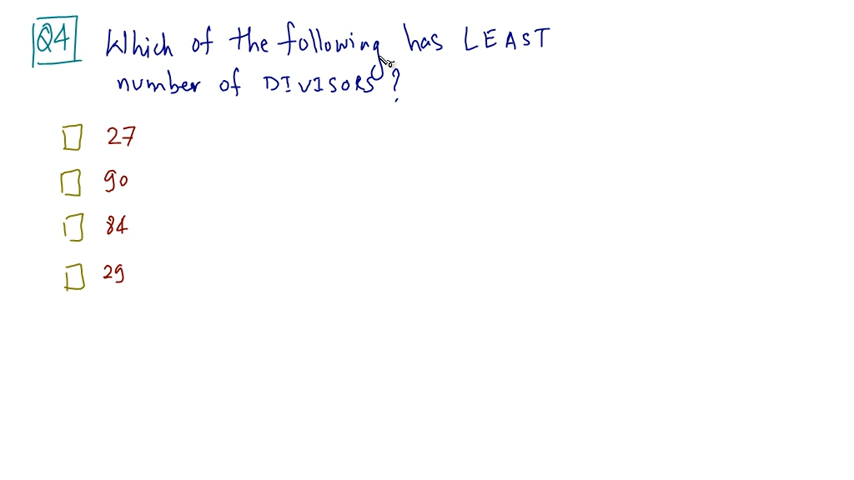 Q4 Which of the following has LEAST
number of DIVISORS?
27
90
84
29